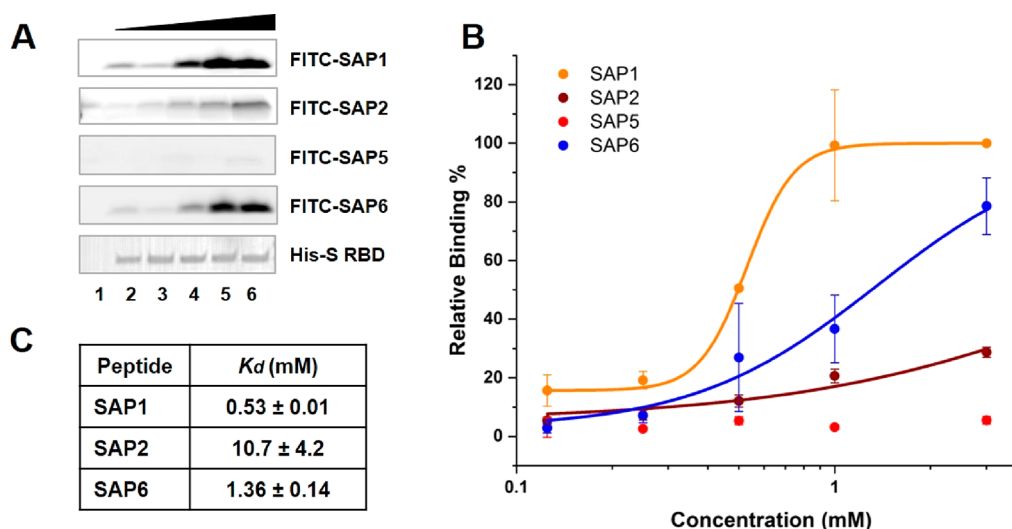 A
FITC-SAP1
FITC-SAP2
FITC-SAP5
FITC-SAP6
His-S RBD
1 2 3 4 5 6
B
Relative Binding %
120
100
80
60
40
20
0
SAP1
SAP2
SAP5
SAP6
0.1 1
Concentration (mM)
C
Peptide Kd (mM)
SAP1 0.53 ± 0.01
SAP2 10.7 ± 4.2
SAP6 1.36 ± 0.14